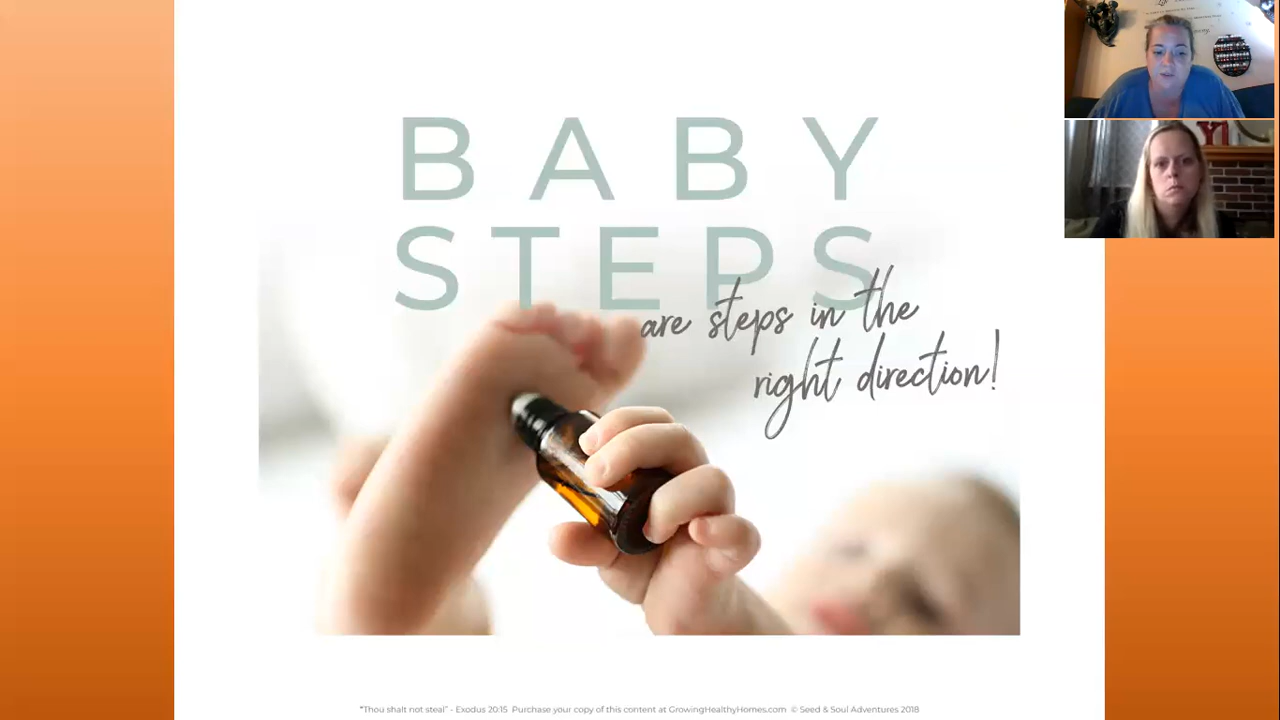 BABY
STEPS
are steps in the
right direction!
"Thou shalt not steal" - Exodus 20:15 Purchase your copy of this content at GrowingHealthyHomes.com © Seed & Soul Adventures 2018